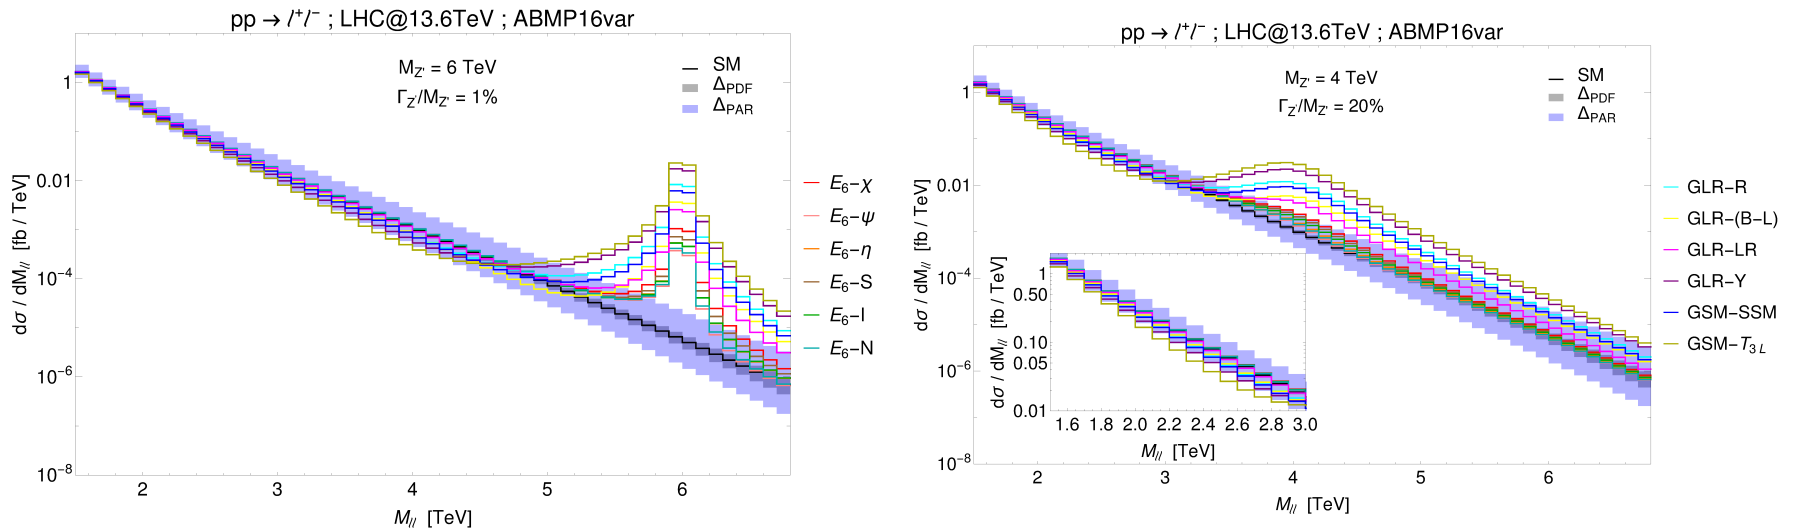 pp → l⁺l⁻ ; LHC@13.6TeV ; ABMP16var
M_Z' = 6 TeV
Γ_Z'/M_Z' = 1%
SM
Δ_PDF
Δ_PAR
dσ / dM_ll [fb / TeV]
1
0.01
10⁻⁴
10⁻⁶
10⁻⁸
2
3
4
5
6
M_ll [TeV]
E₆–χ
E₆–ψ
E₆–η
E₆–S
E₆–I
E₆–N
pp → l⁺l⁻ ; LHC@13.6TeV ; ABMP16var
M_Z' = 4 TeV
Γ_Z'/M_Z' = 20%
SM
Δ_PDF
Δ_PAR
dσ / dM_ll [fb / TeV]
1
0.01
10⁻⁴
10⁻⁶
10⁻⁸
dσ / dM_ll [fb / TeV]
1
0.50
0.10
0.05
0.01
1.6 1.8 2.0 2.2 2.4 2.6 2.8 3.0
M_ll [TeV]
2
3
4
5
6
M_ll [TeV]
GLR–R
GLR–(B–L)
GLR–LR
GLR–Y
GSM–SSM
GSM–T₃L